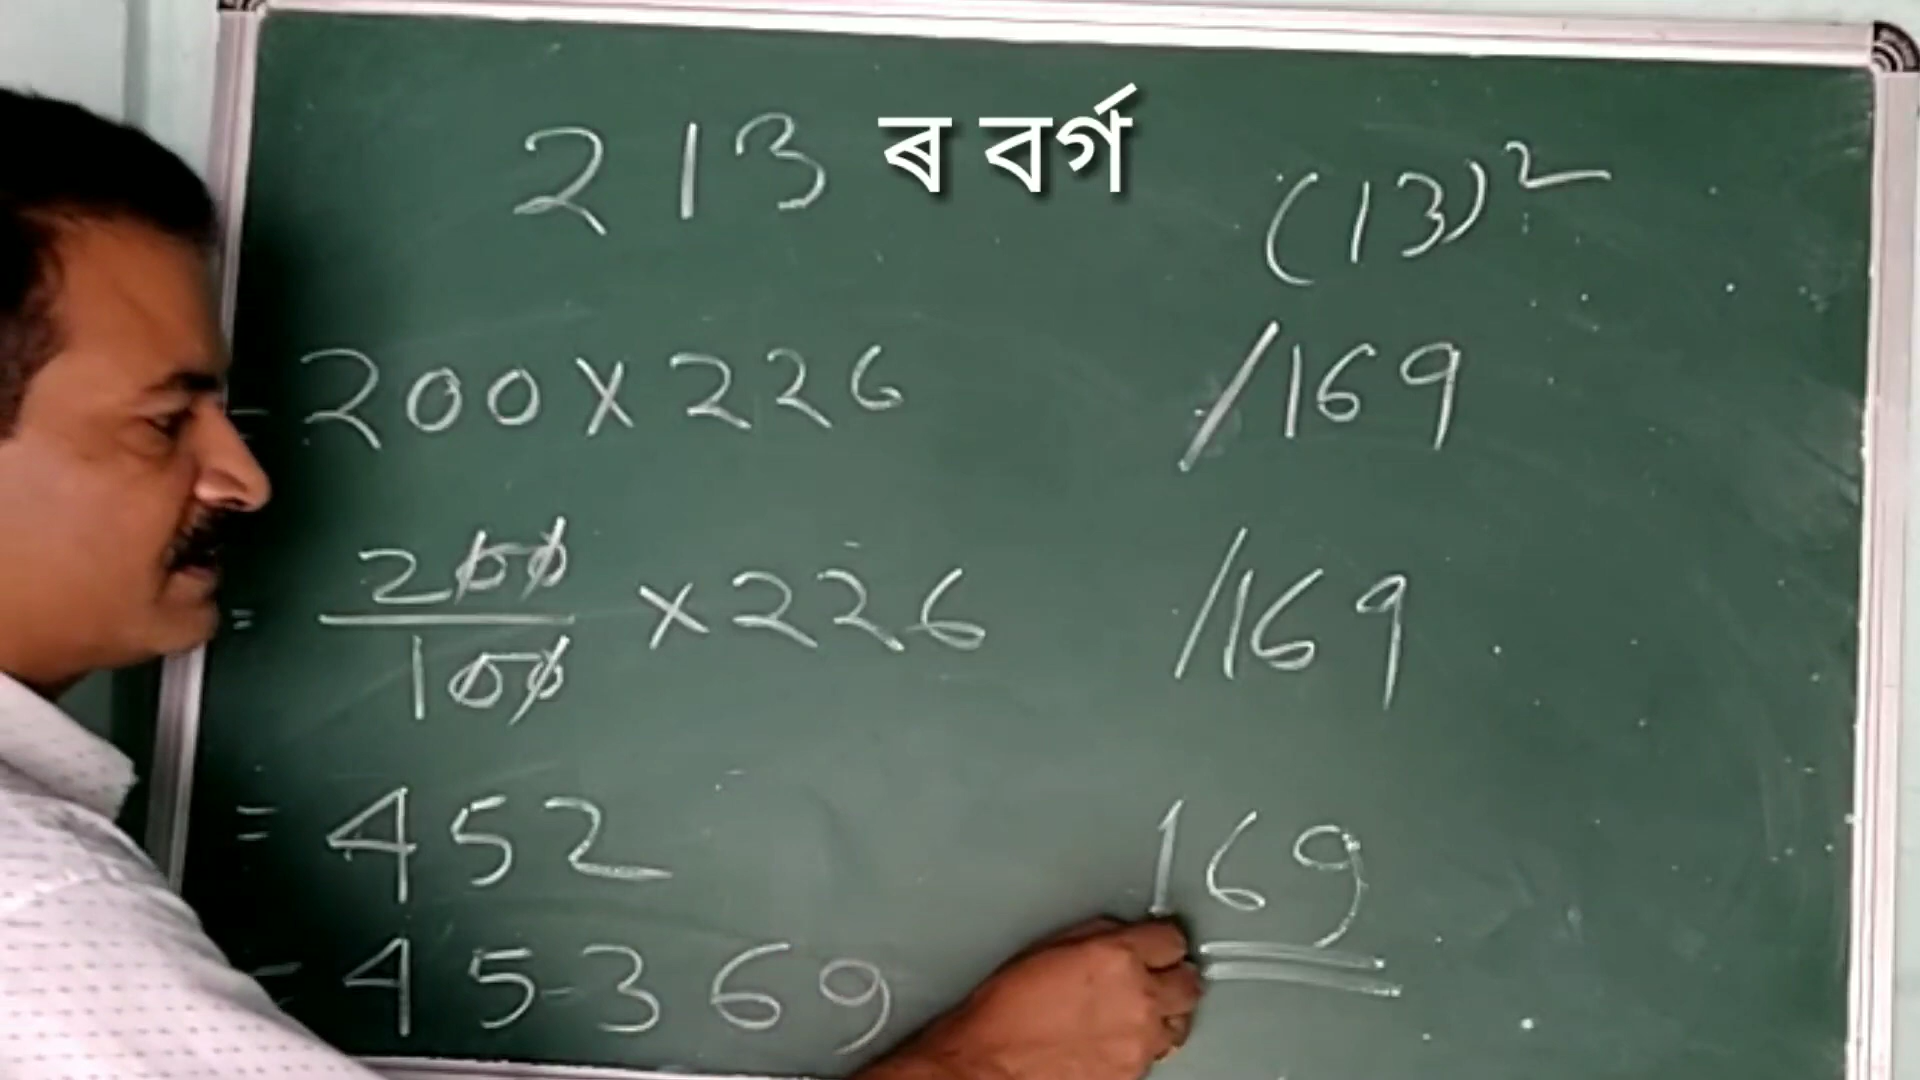 213 ৰ বৰ্গ (13)²
= 200 x 226 /169
= 200/100 x 226 /169
= 452 169
= 45369